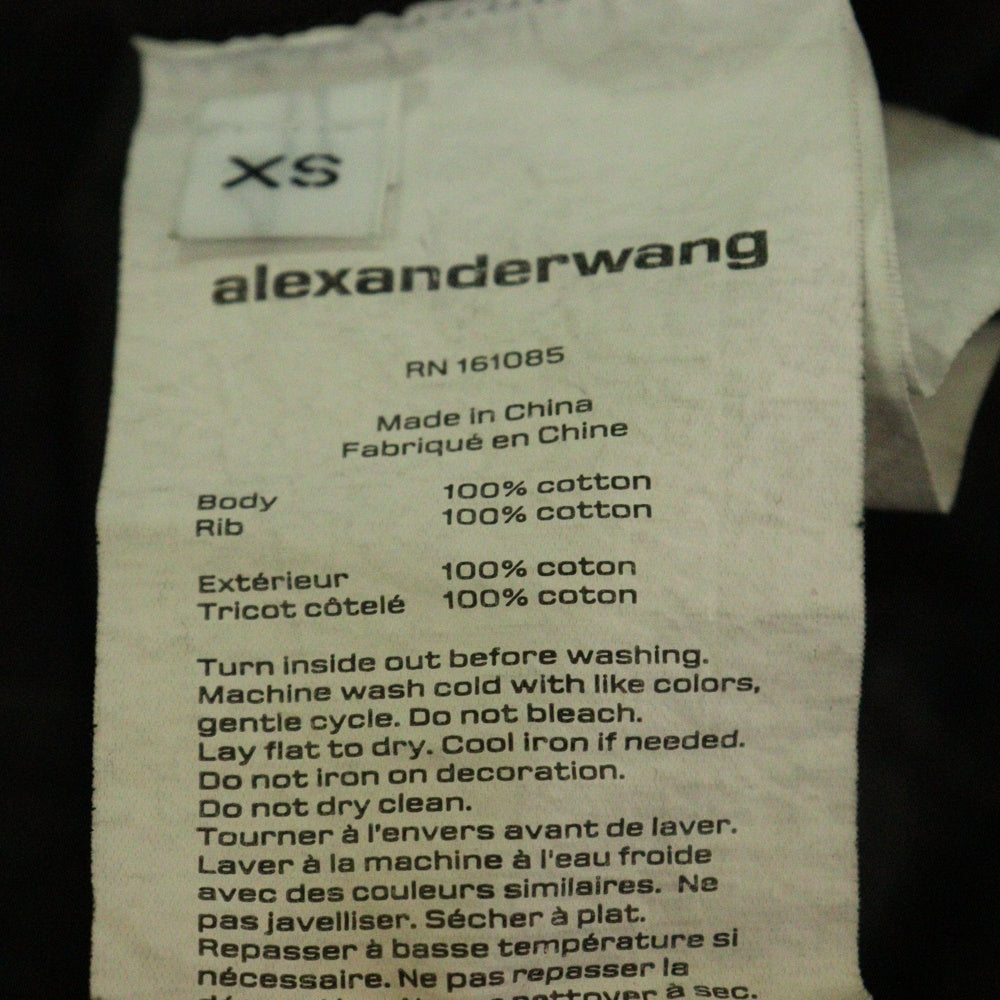 XS
alexanderwang
RN 161085
Made in China
Fabriqué en Chine
Body 100% cotton
Rib 100% cotton
Extérieur 100% coton
Tricot côtelé 100% coton
Turn inside out before washing.
Machine wash cold with like colors,
gentle cycle. Do not bleach.
Lay flat to dry. Cool iron if needed.
Do not iron on decoration.
Do not dry clean.
Tourner à l'envers avant de laver.
Laver à la machine à l'eau froide
avec des couleurs similaires. Ne
pas javelliser. Sécher à plat.
Repasser à basse température si
nécessaire. Ne pas repasser la
nettoyer à sec.